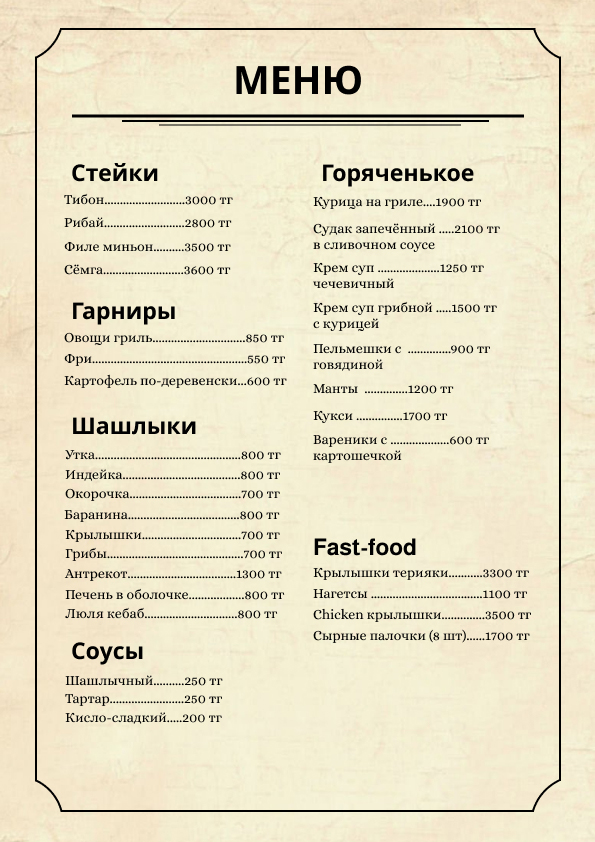 МЕНЮ
Стейки
Тибон..........................3000 тг
Рибай..........................2800 тг
Филе миньон..........3500 тг
Сёмга..........................3600 тг
Гарниры
Овощи гриль..............................850 тг
Фри..................................................550 тг
Картофель по-деревенски...600 тг
Шашлыки
Утка...............................................800 тг
Индейка......................................800 тг
Окорочка....................................700 тг
Баранина....................................800 тг
Крылышки................................700 тг
Грибы............................................700 тг
Антрекот...................................1300 тг
Печень в оболочке..................800 тг
Люля кебаб..............................800 тг
Соусы
Шашлычный..........250 тг
Тартар........................250 тг
Кисло-сладкий.....200 тг
Горяченькое
Курица на гриле....1900 тг
Судак запечённый .....2100 тг
в сливочном соусе
Крем суп ....................1250 тг
чечевичный
Крем суп грибной .....1500 тг
с курицей
Пельмешки с ..............900 тг
говядиной
Манты ..............1200 тг
Кукси ...............1700 тг
Вареники с ...................600 тг
картошечкой
Fast-food
Крылышки терияки...........3300 тг
Нагетсы ....................................1100 тг
Chicken крылышки..............3500 тг
Сырные палочки (8 шт)......1700 тг